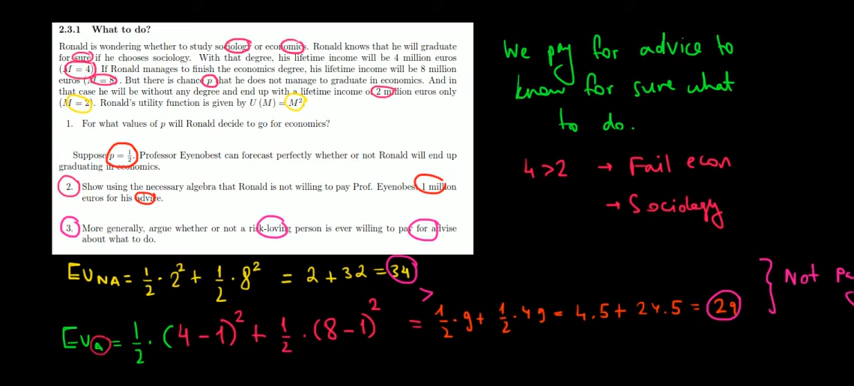 2.3.1 What to do?
Ronald is wondering whether to study sociology or economics. Ronald knows that he will graduate
for sure if he chooses sociology. With that degree, his lifetime income will be 4 million euros
(M = 4). If Ronald manages to finish the economics degree, his lifetime income will be 8 million
euros (M = 8). But there is chance p that he does not manage to graduate in economics. And in
that case he will be without any degree and end up with a lifetime income of 2 million euros only
(M = 2). Ronald's utility function is given by U (M) = M²
1. For what values of p will Ronald decide to go for economics?
Suppose p = 1/2. Professor Eyenobest can forecast perfectly whether or not Ronald will end up
graduating in economics.
2. Show using the necessary algebra that Ronald is not willing to pay Prof. Eyenobest 1 million
euros for his advice.
3. More generally, argue whether or not a risk-loving person is ever willing to pay for advise
about what to do.
We pay for advice to
know for sure what
to do.
4 > 2 → Fail econ
→ Sociology
EU_NA = 1/2 · 2² + 1/2 · 8² = 2 + 32 = 34
>
EU_a = 1/2 · (4 − 1)² + 1/2 · (8 − 1)² = 1/2 · 9 + 1/2 · 49 = 4.5 + 24.5 = 29
} Not pa